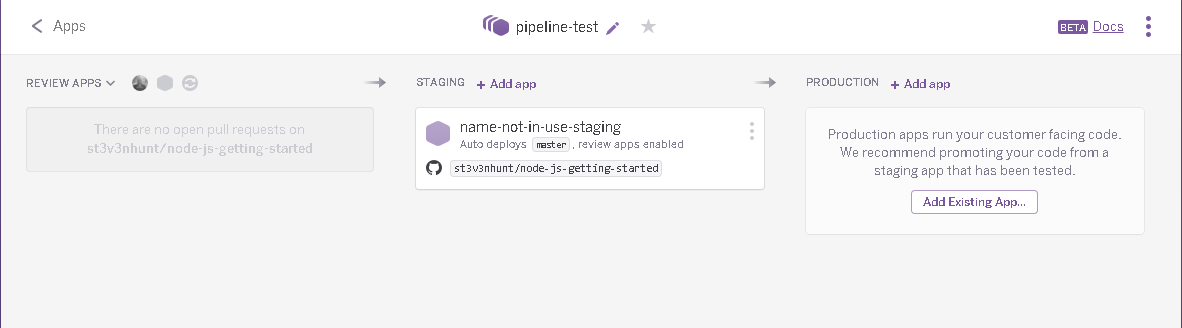 Apps
pipeline-test
BETA Docs
REVIEW APPS
There are no open pull requests on
st3v3nhunt/node-js-getting-started
STAGING + Add app
name-not-in-use-staging
Auto deploys master, review apps enabled
st3v3nhunt/node-js-getting-started
PRODUCTION + Add app
Production apps run your customer facing code.
We recommend promoting your code from a
staging app that has been tested.
Add Existing App...